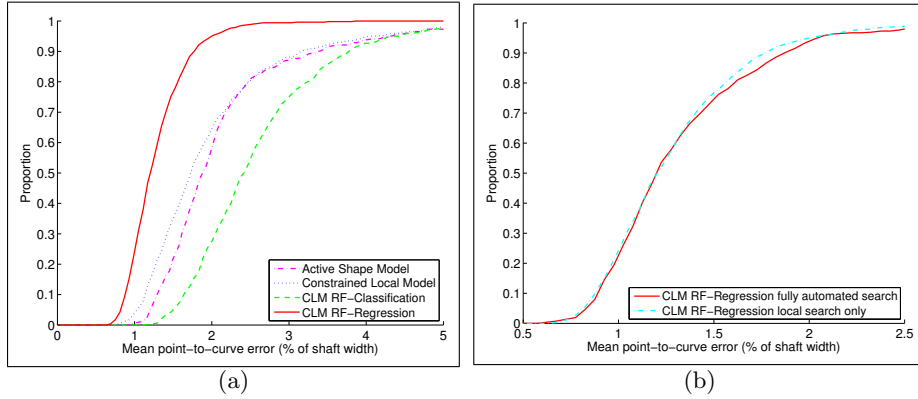 1
0.9
0.8
0.7
0.6
0.5
0.4
0.3
0.2
0.1
0
Proportion
0 1 2 3 4 5
Mean point−to−curve error (% of shaft width)
Active Shape Model
Constrained Local Model
CLM RF−Classification
CLM RF−Regression
(a)
1
0.9
0.8
0.7
0.6
0.5
0.4
0.3
0.2
0.1
0
Proportion
0.5 1 1.5 2 2.5
Mean point−to−curve error (% of shaft width)
CLM RF−Regression fully automated search
CLM RF−Regression local search only
(b)